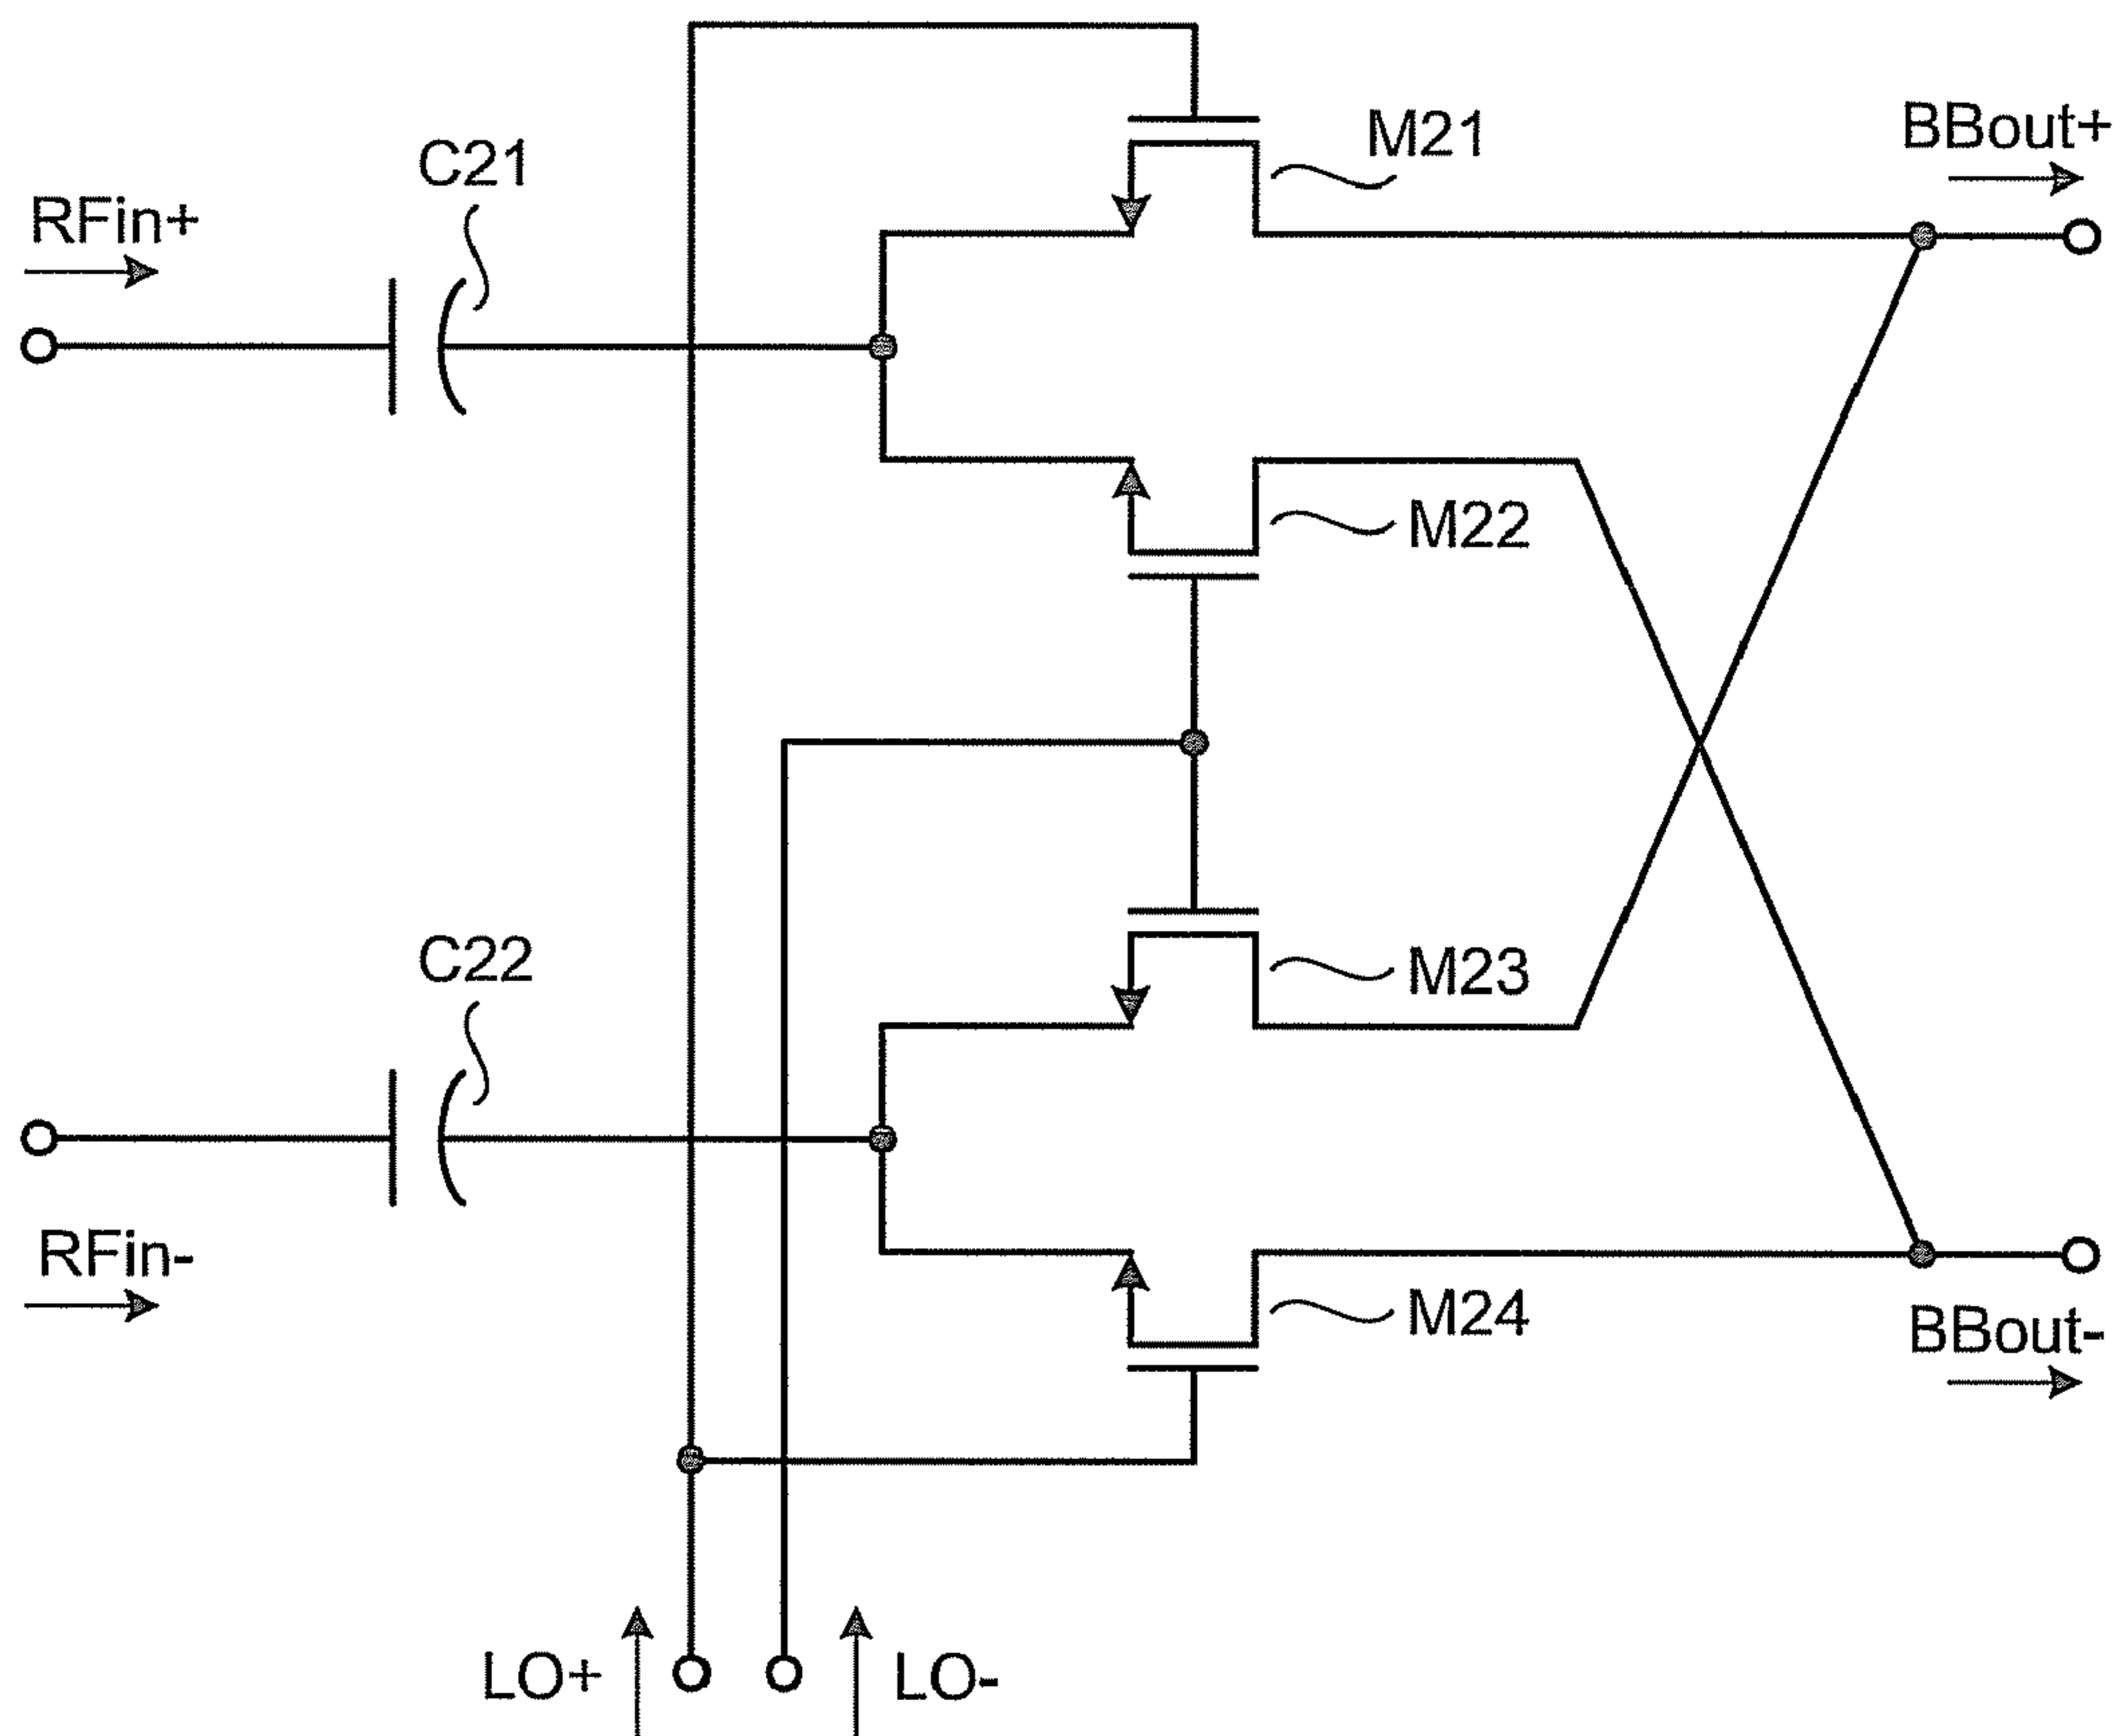 C21
M21
BBout+
RFin+
M22
C22
M23
RFin-
M24
BBout-
LO+
LO-